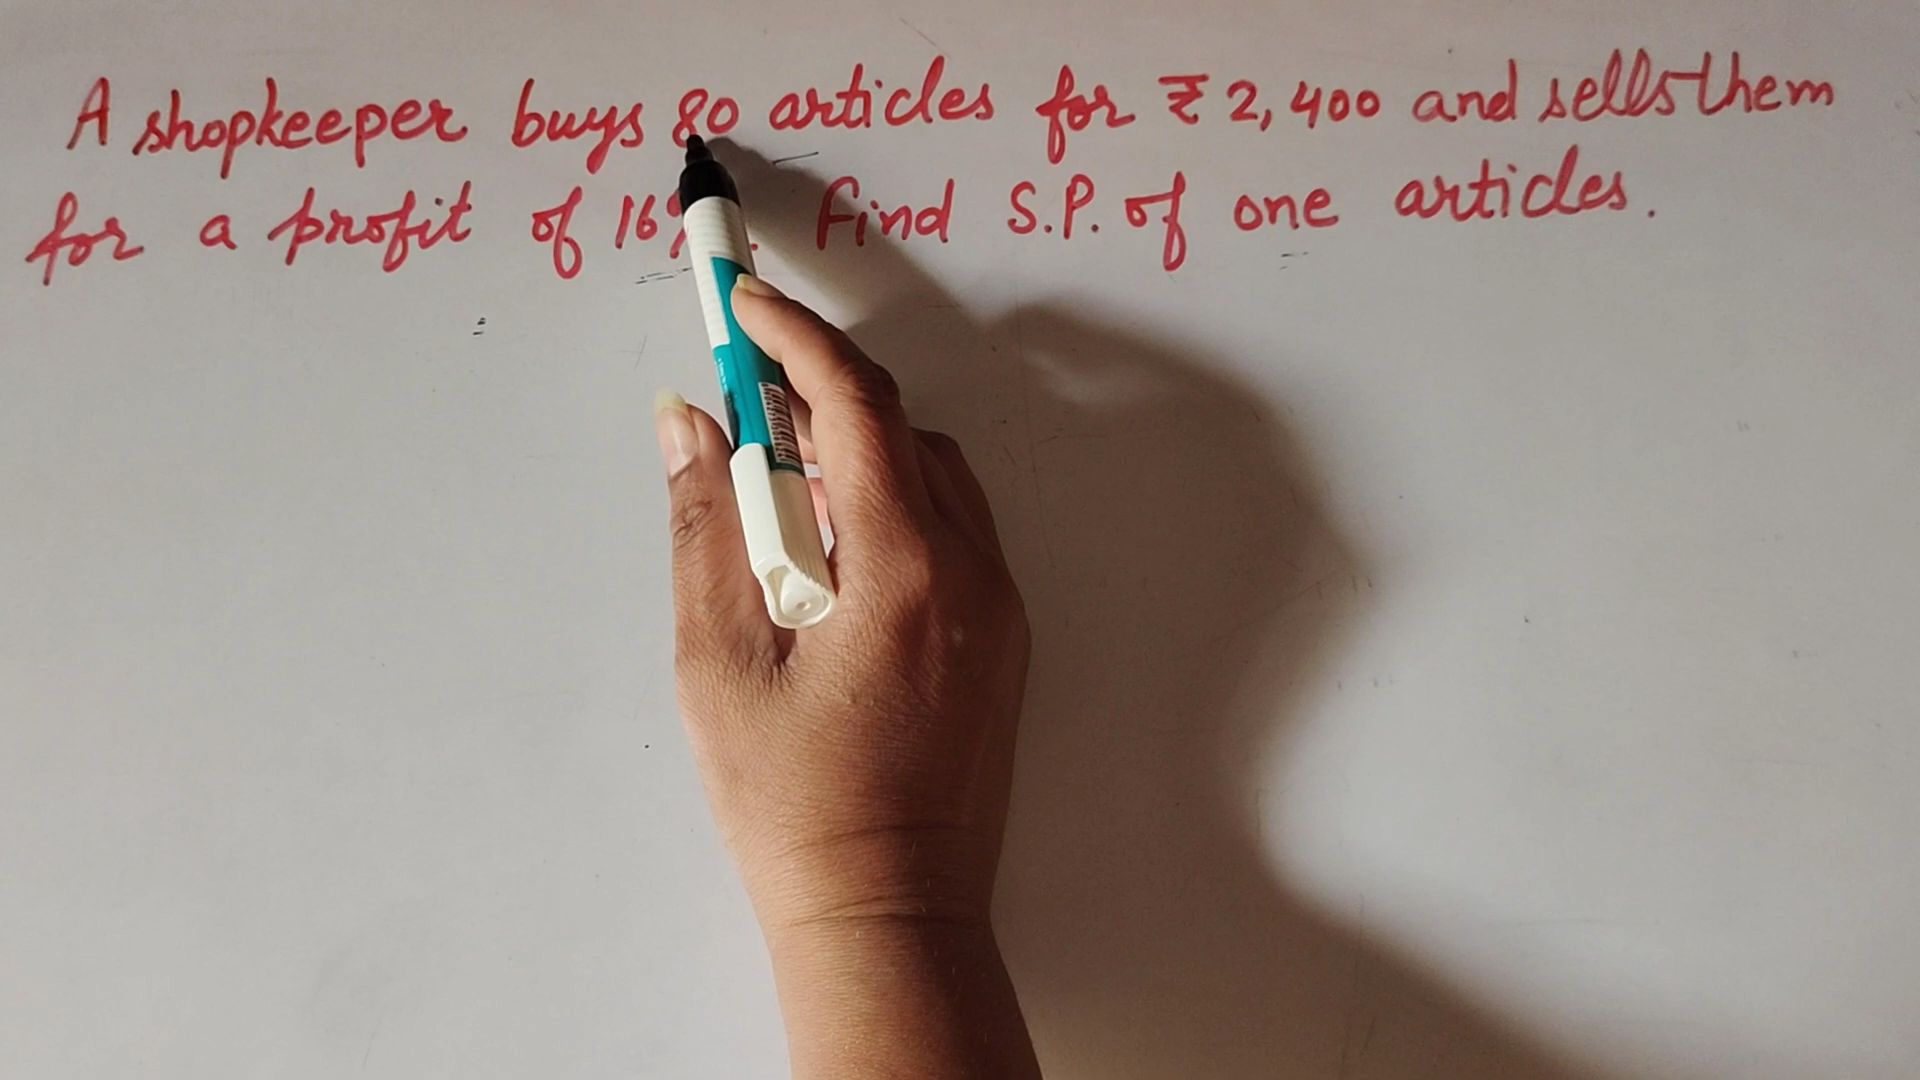 A shopkeeper buys 80 articles for ₹ 2,400 and sells them
for a profit of 16%. Find S.P. of one articles.